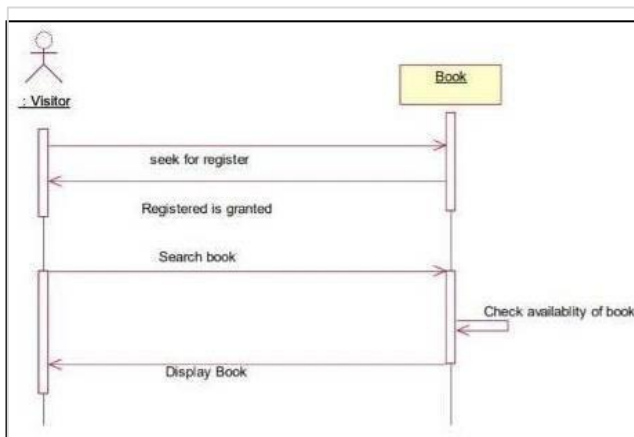 : Visitor
Book
seek for register
Registered is granted
Search book
Check availablity of book
Display Book